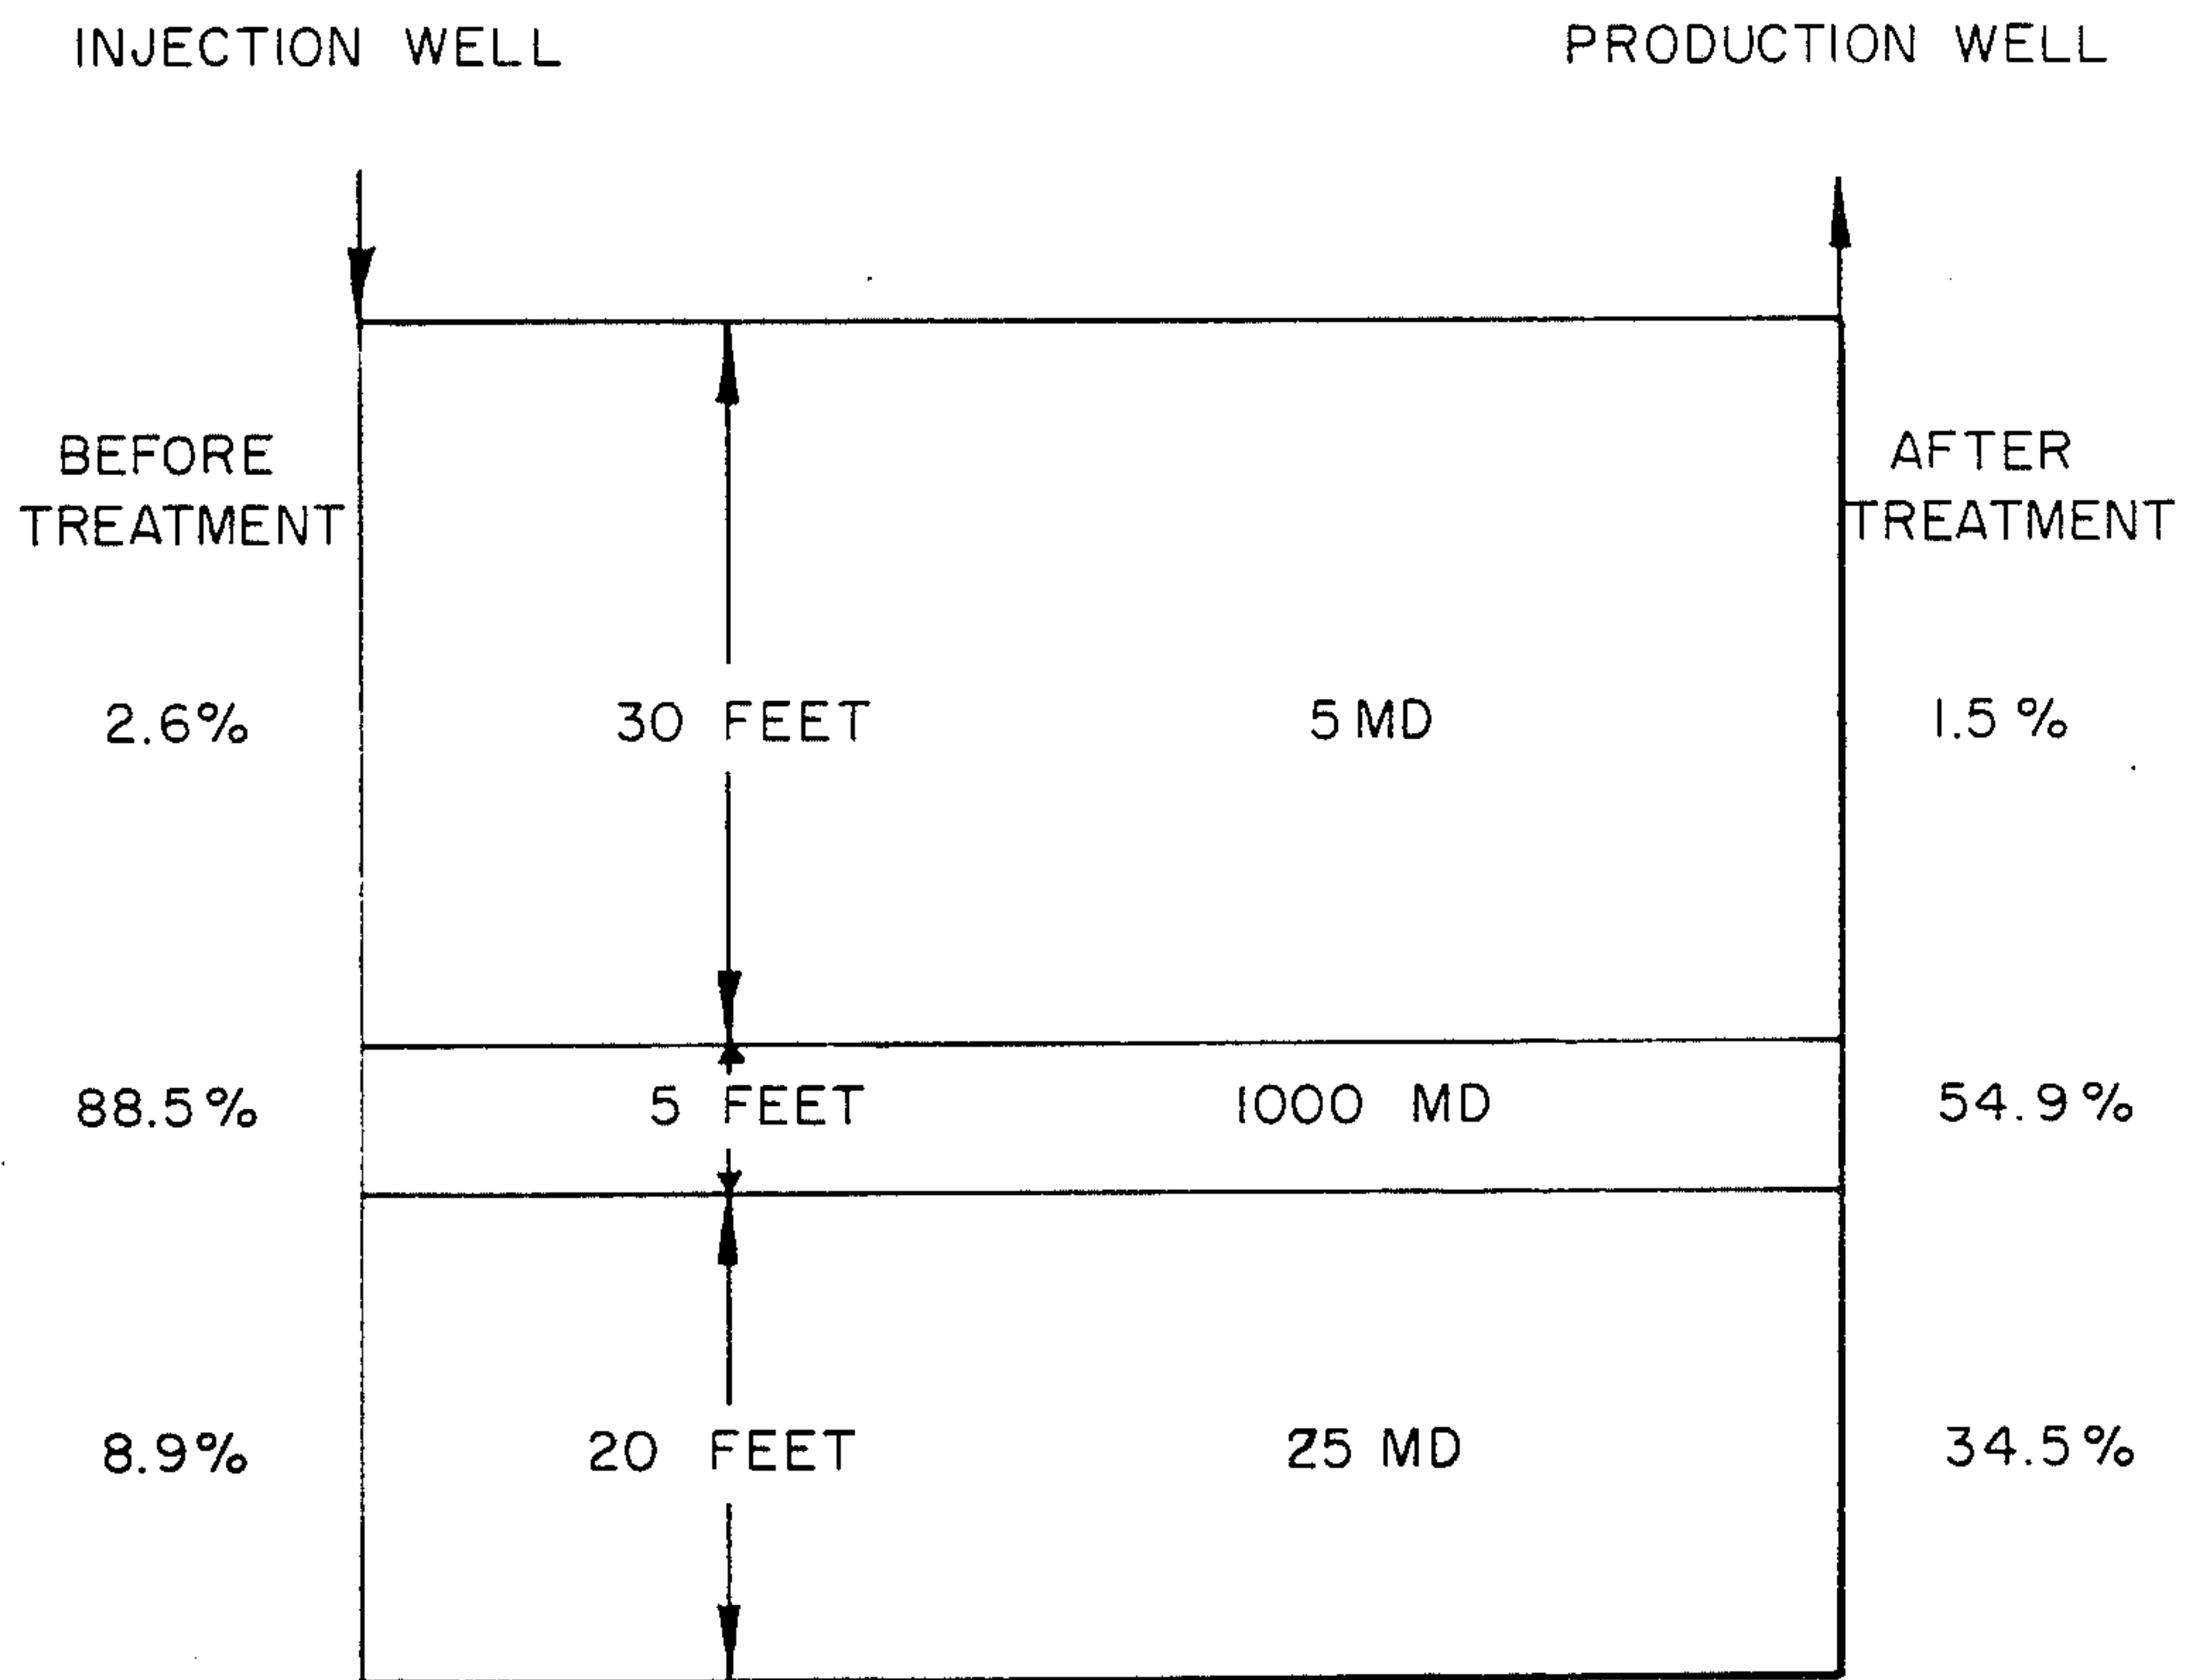 INJECTION WELL
PRODUCTION WELL
BEFORE
TREATMENT
AFTER
TREATMENT
2.6%
30 FEET
5 MD
1.5%
88.5%
5 FEET
1000 MD
54.9%
8.9%
20 FEET
25 MD
34.5%